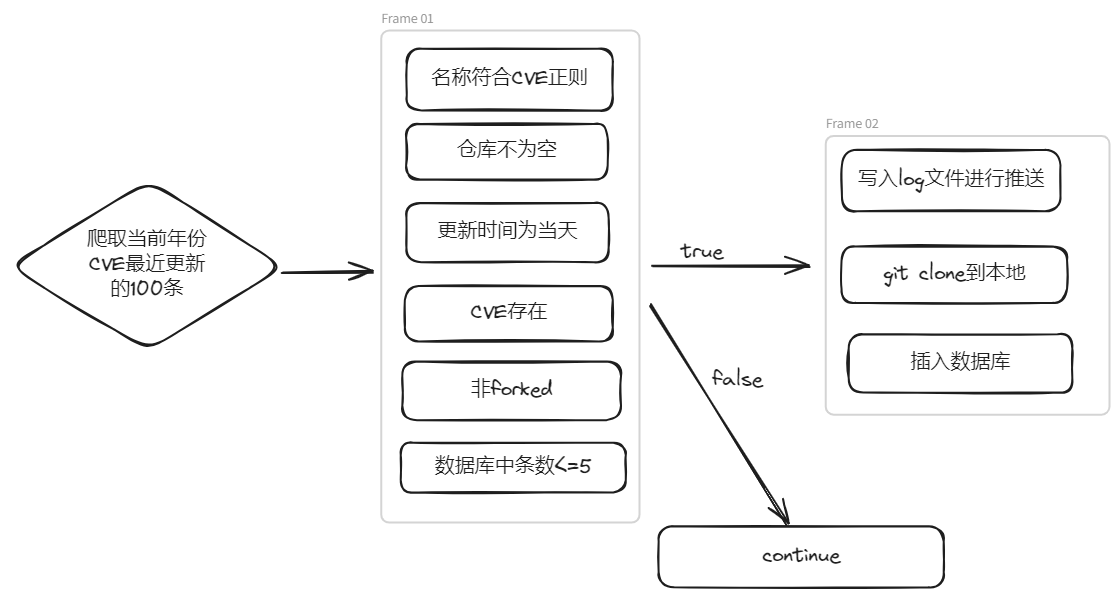 Frame 01
名称符合CVE正则
仓库不为空
更新时间为当天
CVE存在
非forked
数据库中条数<=5
爬取当前年份
CVE最近更新
的100条
true
false
Frame 02
写入log文件进行推送
git clone到本地
插入数据库
continue